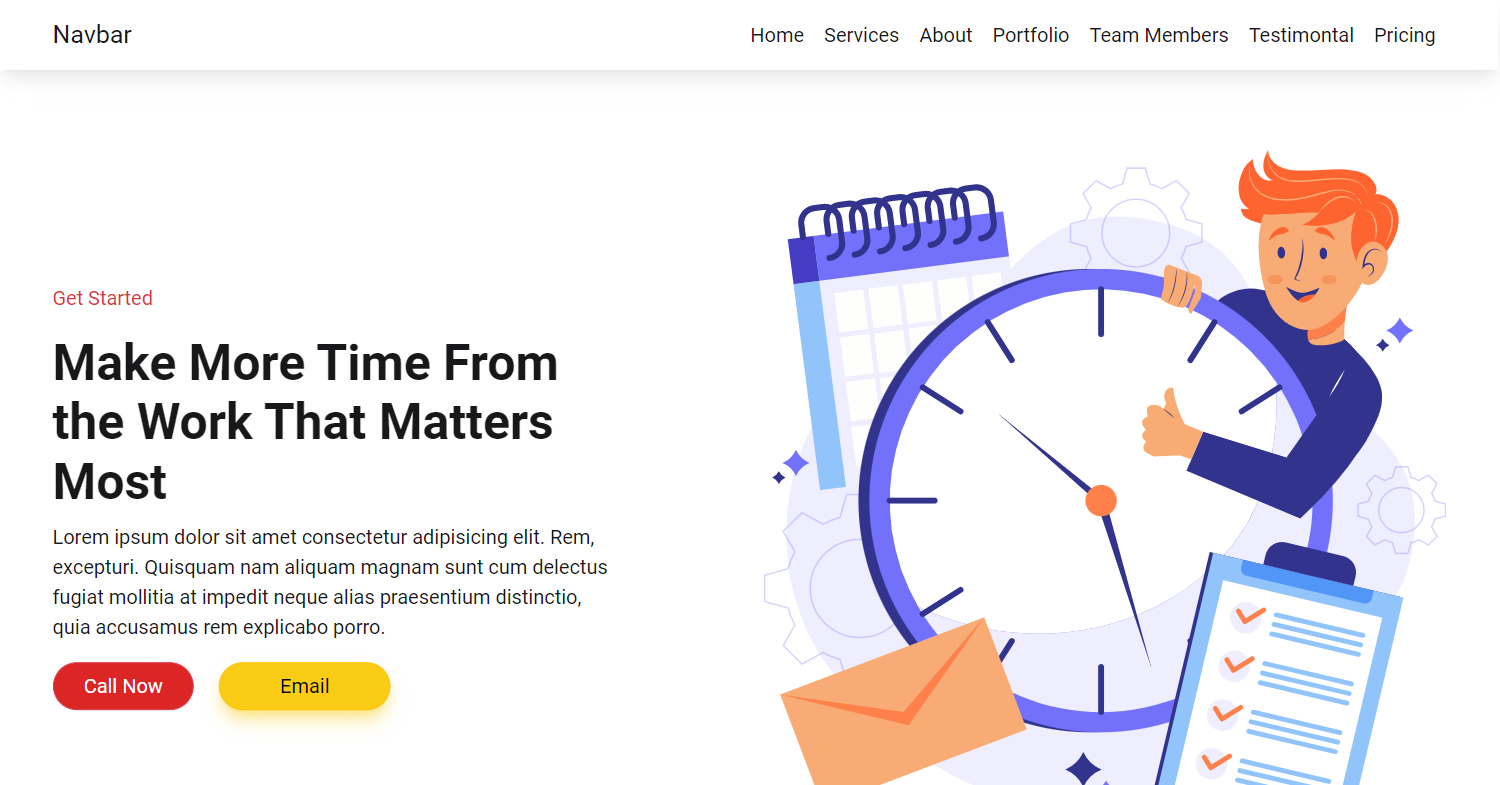 Navbar
Home Services About Portfolio Team Members Testimontal Pricing
Get Started
Make More Time From
the Work That Matters
Most
Lorem ipsum dolor sit amet consectetur adipisicing elit. Rem,
excepturi. Quisquam nam aliquam magnam sunt cum delectus
fugiat mollitia at impedit neque alias praesentium distinctio,
quia accusamus rem explicabo porro.
Call Now Email